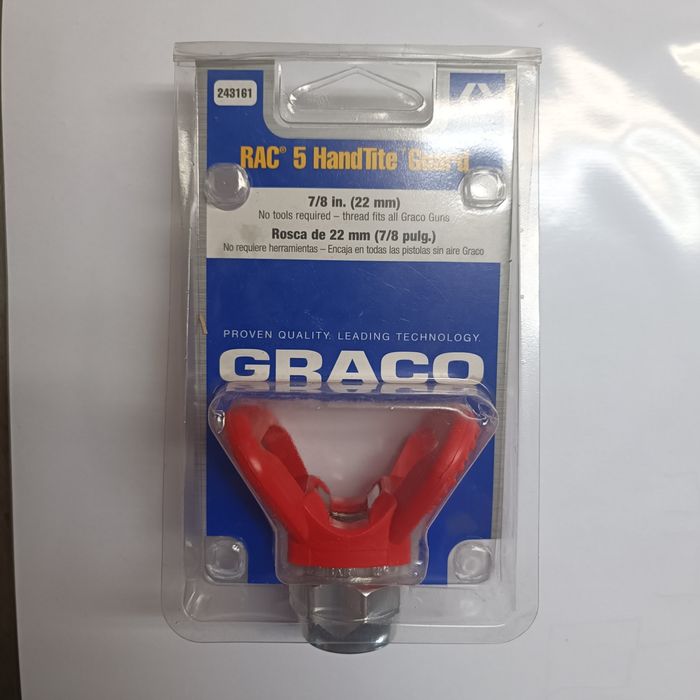 243161
RAC® 5 HandTite Guard
7/8 in. (22 mm)
No tools required – thread fits all Graco Guns
Rosca de 22 mm (7/8 pulg.)
No requiere herramientas – Encaja en todas las pistolas sin aire Graco
PROVEN QUALITY. LEADING TECHNOLOGY.
GRACO